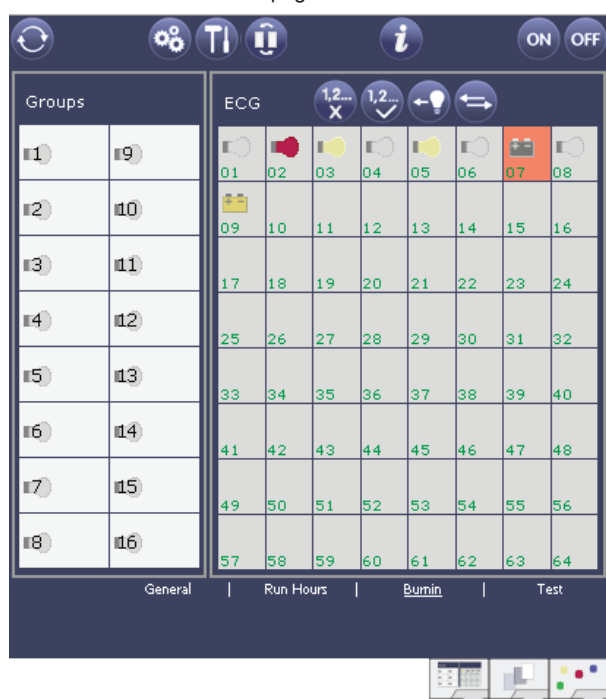 i ON OFF
Groups
ECG 1,2... X 1,2...
1 9
2 10
3 11
4 12
5 13
6 14
7 15
8 16
01 02 03 04 05 06 07 08
09 10 11 12 13 14 15 16
17 18 19 20 21 22 23 24
25 26 27 28 29 30 31 32
33 34 35 36 37 38 39 40
41 42 43 44 45 46 47 48
49 50 51 52 53 54 55 56
57 58 59 60 61 62 63 64
General | Run Hours | Burnin | Test